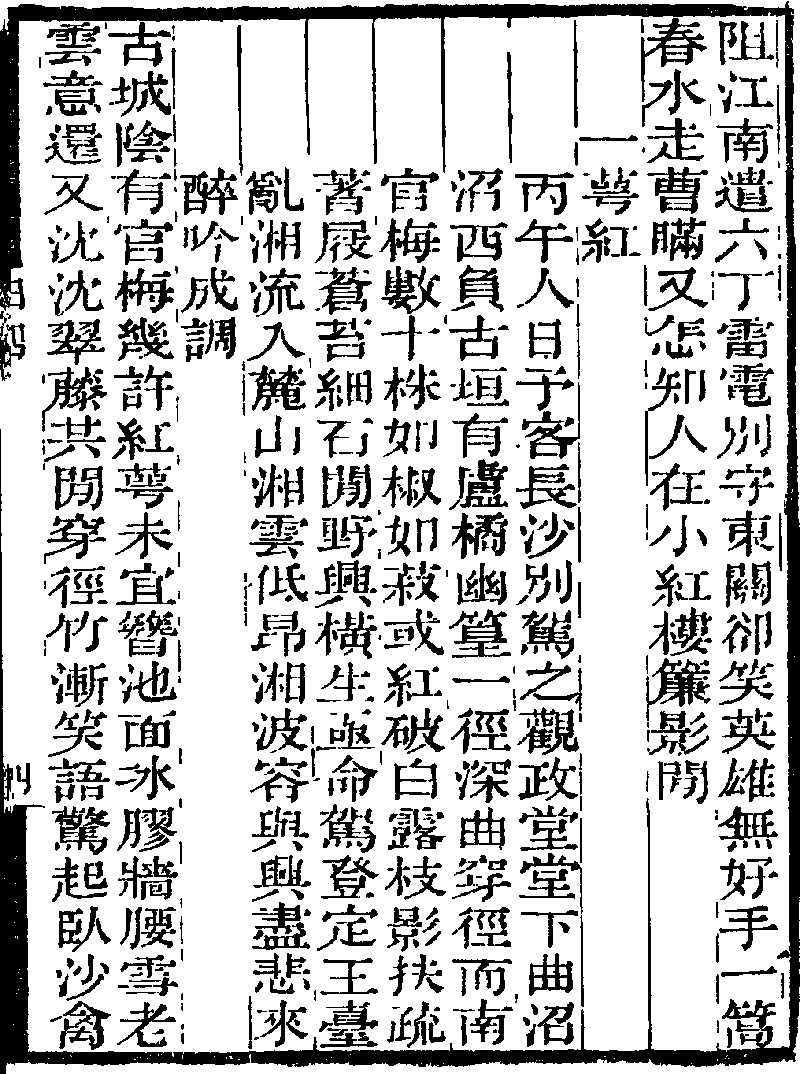 阻江南遣六丁雷電別守東關卻笑英雄無好手一篙
春水走曹瞞又怎知人在小紅樓簾影閒
一萼紅
丙午人日予客長沙別駕之觀政堂堂下曲沼
沼西負古垣有盧橘幽篁一徑深曲穿徑而南
官梅數十株如椒如菽或紅破白露枝影扶疏
著屐蒼苔細石閒野興橫生亟命駕登定王臺
亂湘流入麓山湘雲低昂湘波容與興盡悲來
醉吟成調
古城陰有官梅幾許紅萼未宜簪池面冰膠牆腰雪老
雲意還又沈沈翠藤共閒穿徑竹漸笑語驚起臥沙禽